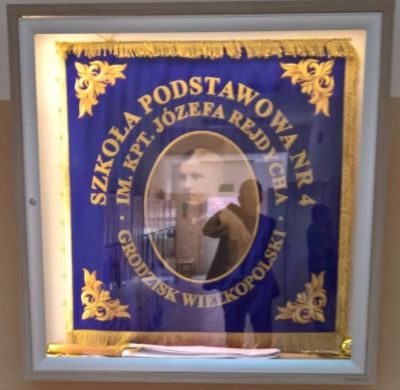 SZKOŁA PODSTAWOWA NR 4
· IM. KPT. JÓZEFA REJDYCHA ·
GRODZISK WIELKOPOLSKI